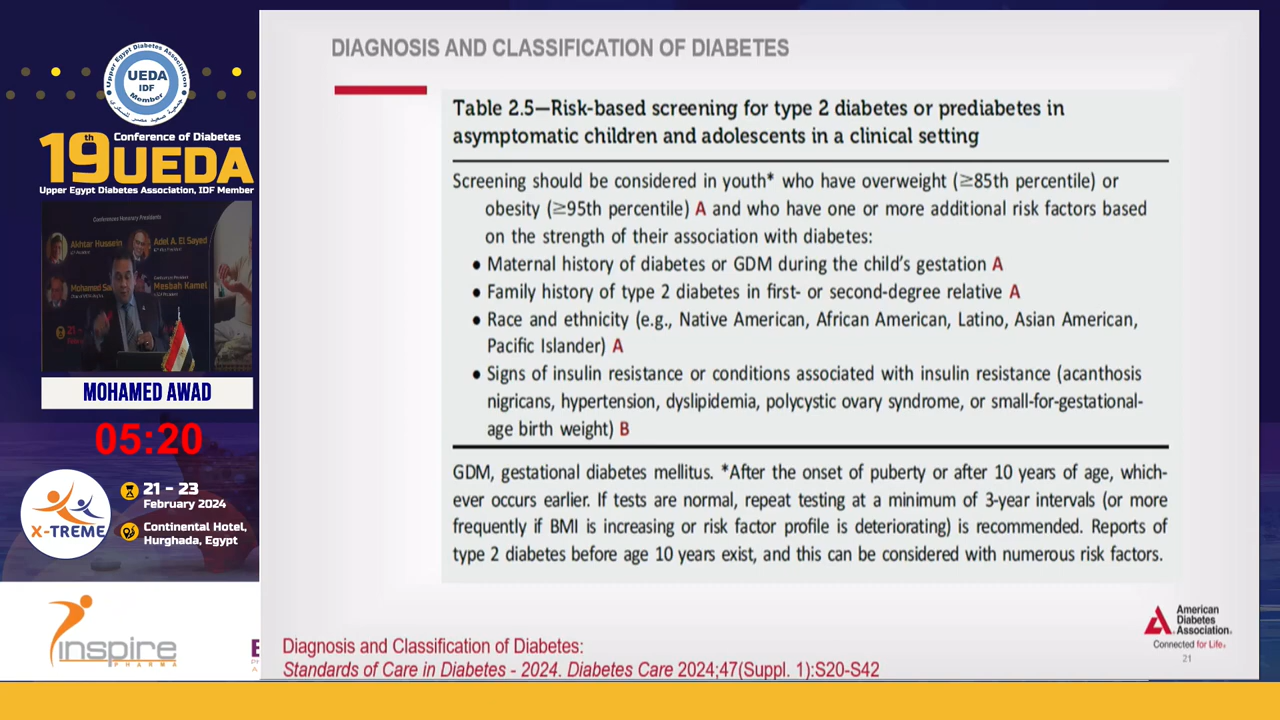 Upper Egypt Diabetes Association
UEDA
IDF
Member
19th Conference of Diabetes
UEDA
Upper Egypt Diabetes Association, IDF Member
Conferences Honorary Presidents
Akhtar Hussein
Adel A. El Sayed
Mesbah Kamel
MOHAMED AWAD
05:20
X-TREME
21 – 23
February 2024
Continental Hotel,
Hurghada, Egypt
inspire
PHARMA
DIAGNOSIS AND CLASSIFICATION OF DIABETES
Table 2.5—Risk-based screening for type 2 diabetes or prediabetes in
asymptomatic children and adolescents in a clinical setting
Screening should be considered in youth* who have overweight (≥85th percentile) or
obesity (≥95th percentile) A and who have one or more additional risk factors based
on the strength of their association with diabetes:
● Maternal history of diabetes or GDM during the child's gestation A
● Family history of type 2 diabetes in first- or second-degree relative A
● Race and ethnicity (e.g., Native American, African American, Latino, Asian American,
Pacific Islander) A
● Signs of insulin resistance or conditions associated with insulin resistance (acanthosis
nigricans, hypertension, dyslipidemia, polycystic ovary syndrome, or small-for-gestational-
age birth weight) B
GDM, gestational diabetes mellitus. *After the onset of puberty or after 10 years of age, which-
ever occurs earlier. If tests are normal, repeat testing at a minimum of 3-year intervals (or more
frequently if BMI is increasing or risk factor profile is deteriorating) is recommended. Reports of
type 2 diabetes before age 10 years exist, and this can be considered with numerous risk factors.
Diagnosis and Classification of Diabetes:
Standards of Care in Diabetes - 2024. Diabetes Care 2024;47(Suppl. 1):S20-S42
American
Diabetes
Association.
Connected for Life.
21